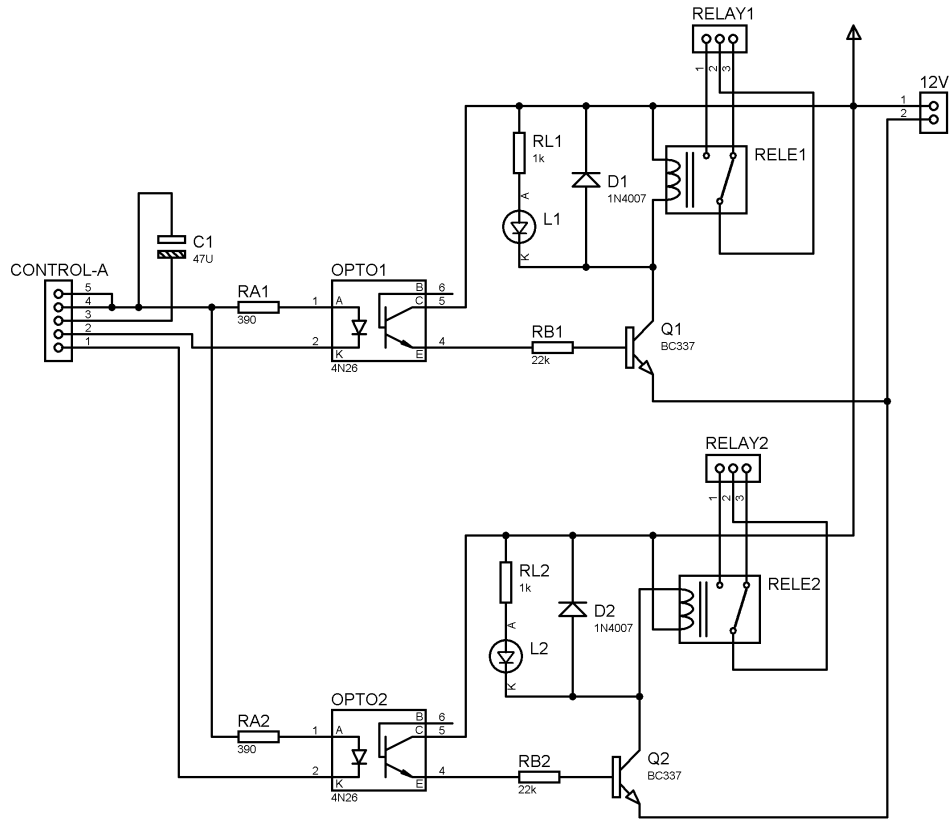 RELAY1
1
2
3
12V
1
2
RL1
1k
A
L1
K
D1
1N4007
RELE1
C1
47U
CONTROL-A
5
4
3
2
1
RA1
390
OPTO1
1
2
A
K
B
C
E
6
5
4
4N26
RB1
22k
Q1
BC337
RELAY2
1
2
3
RL2
1k
A
L2
K
D2
1N4007
RELE2
RA2
390
OPTO2
1
2
A
K
B
C
E
6
5
4
4N26
RB2
22k
Q2
BC337